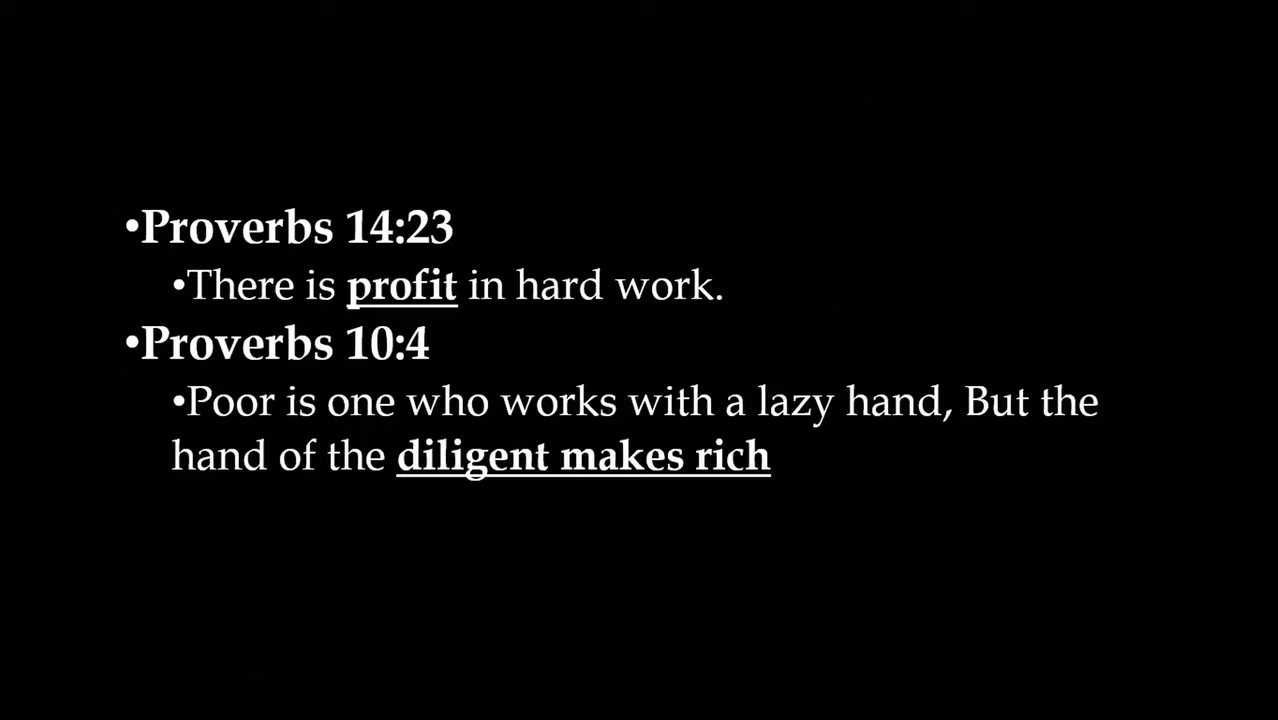 •Proverbs 14:23
•There is profit in hard work.
•Proverbs 10:4
•Poor is one who works with a lazy hand, But the
hand of the diligent makes rich